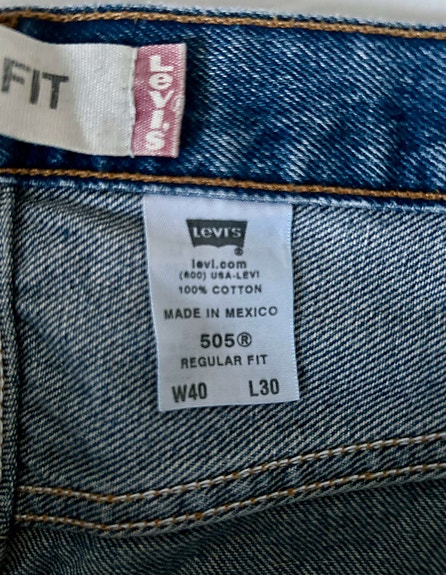 FIT
Levi's
LEVI'S
®
levi.com
(800) USA-LEVI
100% COTTON
MADE IN MEXICO
505®
REGULAR FIT
W40 L30